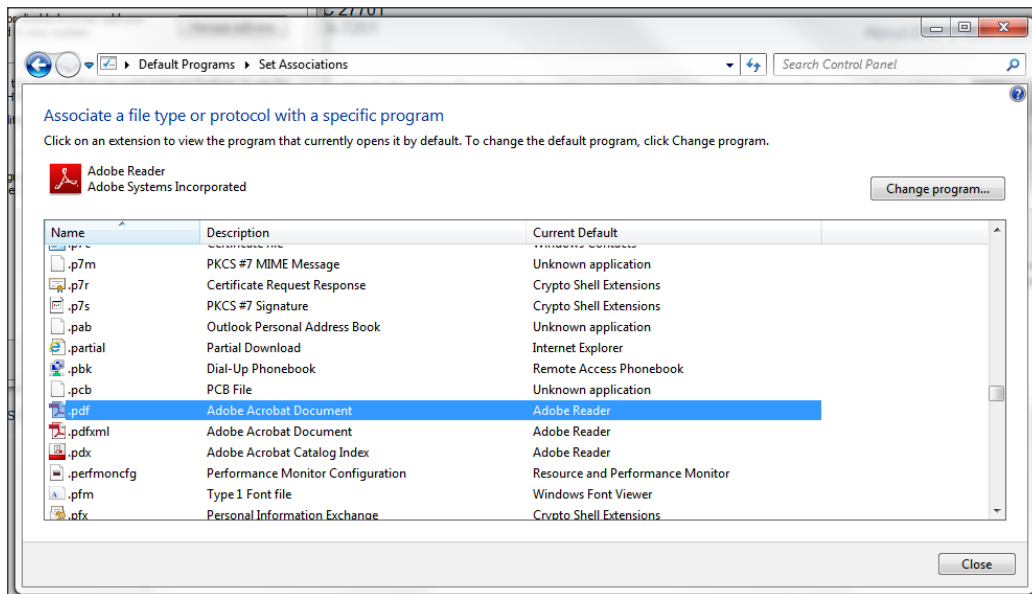 C 27701
Default Programs Set Associations
Search Control Panel
Associate a file type or protocol with a specific program
Click on an extension to view the program that currently opens it by default. To change the default program, click Change program.
Adobe Reader
Adobe Systems Incorporated
Change program...
Name Description Current Default
.p7c Certificate file Windows Contacts
.p7m PKCS #7 MIME Message Unknown application
.p7r Certificate Request Response Crypto Shell Extensions
.p7s PKCS #7 Signature Crypto Shell Extensions
.pab Outlook Personal Address Book Unknown application
.partial Partial Download Internet Explorer
.pbk Dial-Up Phonebook Remote Access Phonebook
.pcb PCB File Unknown application
.pdf Adobe Acrobat Document Adobe Reader
.pdfxml Adobe Acrobat Document Adobe Reader
.pdx Adobe Acrobat Catalog Index Adobe Reader
.perfmoncfg Performance Monitor Configuration Resource and Performance Monitor
.pfm Type 1 Font file Windows Font Viewer
.pfx Personal Information Exchange Crypto Shell Extensions
Close